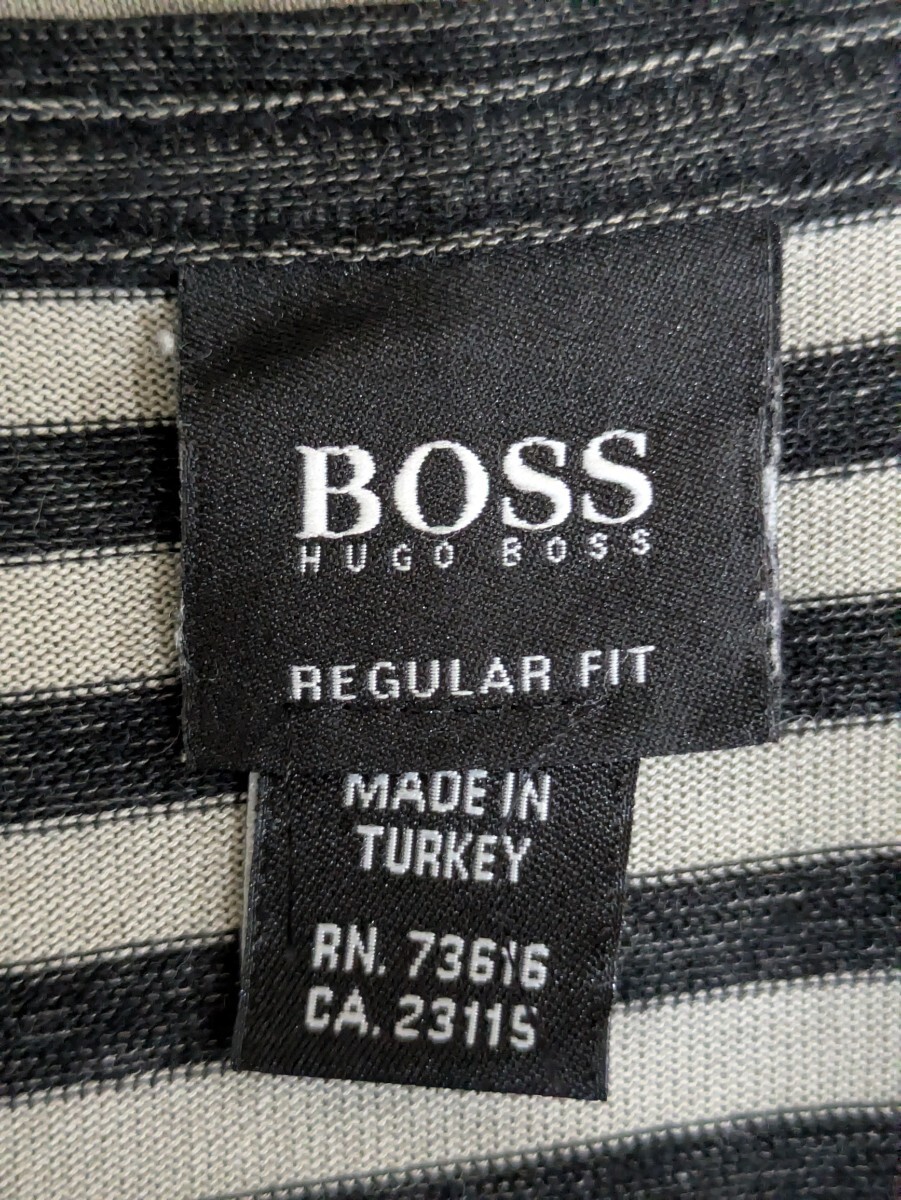 BOSS
HUGO BOSS
REGULAR FIT
MADE IN
TURKEY
RN. 73616
CA. 23115